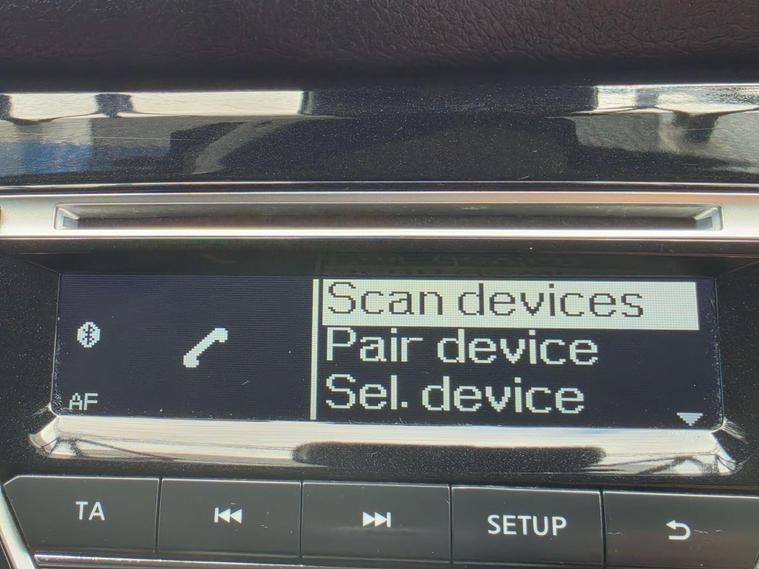 Scan devices
Pair device
Sel. device
AF
TA
SETUP